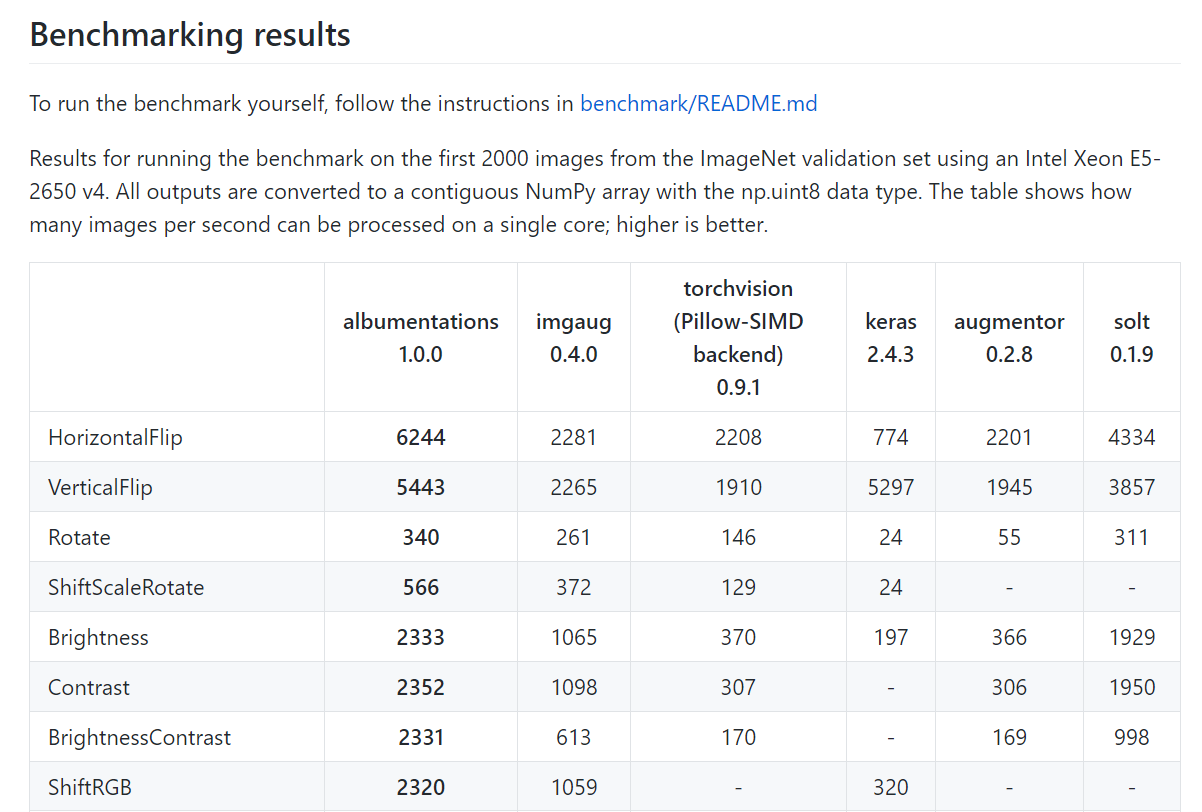 Benchmarking results
To run the benchmark yourself, follow the instructions in benchmark/README.md
Results for running the benchmark on the first 2000 images from the ImageNet validation set using an Intel Xeon E5-
2650 v4. All outputs are converted to a contiguous NumPy array with the np.uint8 data type. The table shows how
many images per second can be processed on a single core; higher is better.
albumentations 1.0.0 imgaug 0.4.0 torchvision (Pillow-SIMD backend) 0.9.1 keras 2.4.3 augmentor 0.2.8 solt 0.1.9
HorizontalFlip 6244 2281 2208 774 2201 4334
VerticalFlip 5443 2265 1910 5297 1945 3857
Rotate 340 261 146 24 55 311
ShiftScaleRotate 566 372 129 24 - -
Brightness 2333 1065 370 197 366 1929
Contrast 2352 1098 307 - 306 1950
BrightnessContrast 2331 613 170 - 169 998
ShiftRGB 2320 1059 - 320 - -